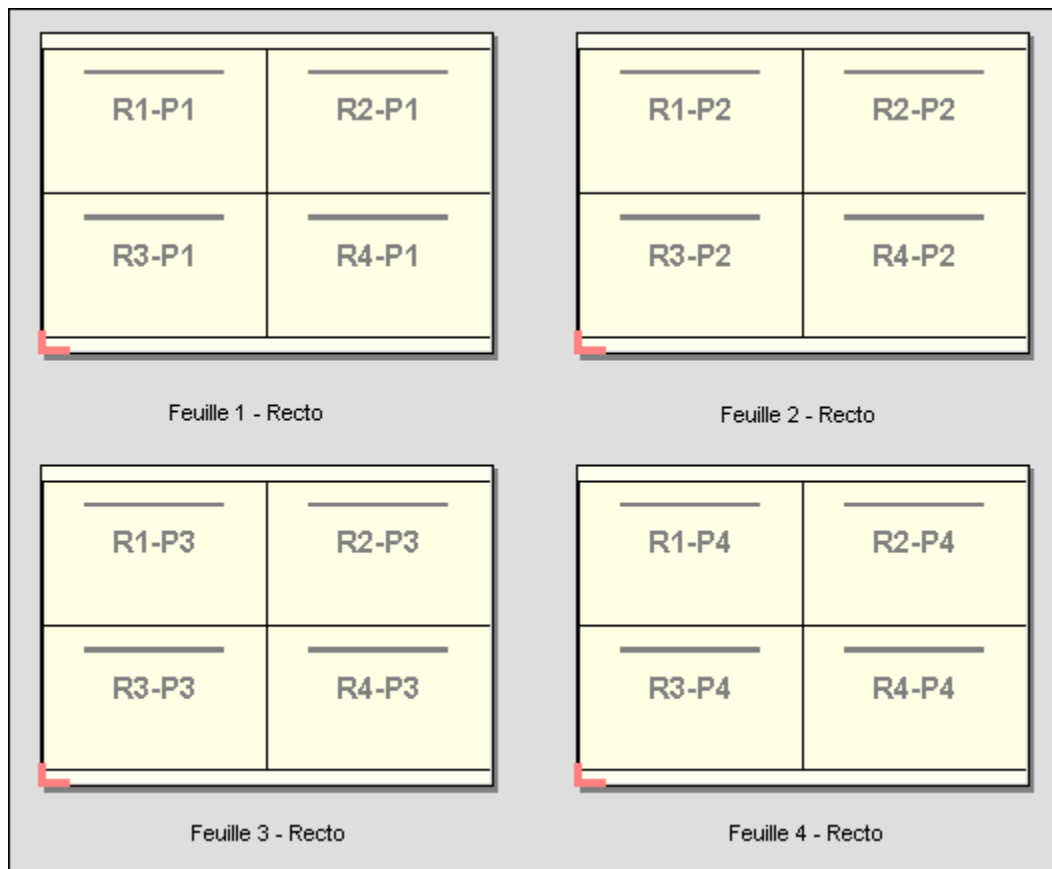 R1-P1 R2-P1
R3-P1 R4-P1
Feuille 1 - Recto
R1-P2 R2-P2
R3-P2 R4-P2
Feuille 2 - Recto
R1-P3 R2-P3
R3-P3 R4-P3
Feuille 3 - Recto
R1-P4 R2-P4
R3-P4 R4-P4
Feuille 4 - Recto